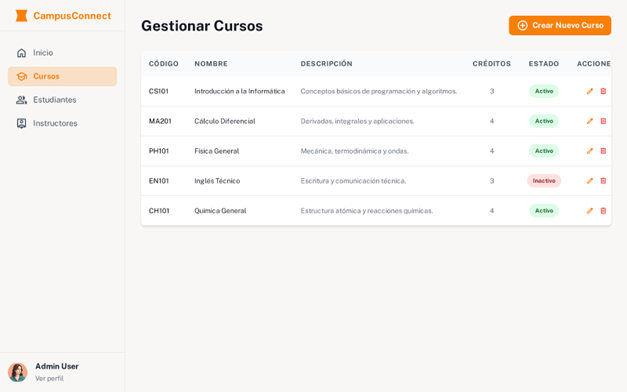 CampusConnect
Inicio
Cursos
Estudiantes
Instructores
Admin User
Ver perfil
Gestionar Cursos
Crear Nuevo Curso
CÓDIGO NOMBRE DESCRIPCIÓN CRÉDITOS ESTADO ACCIONE
CS101 Introducción a la Informática Conceptos básicos de programación y algoritmos. 3 Activo
MA201 Cálculo Diferencial Derivadas, integrales y aplicaciones. 4 Activo
PH101 Física General Mecánica, termodinámica y ondas. 4 Activo
EN101 Inglés Técnico Escritura y comunicación técnica. 3 Inactivo
CH101 Química General Estructura atómica y reacciones químicas. 4 Activo